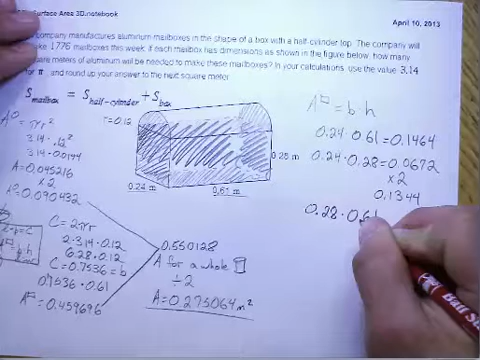 Surface Area 3D.notebook
April 10, 2013
company manufactures aluminum mailboxes in the shape of a box with a half-cylinder top. The company will
1776 mailboxes this week. If each mailbox has dimensions as shown in the figure below, how many
are meters of aluminum will be needed to make these mailboxes? In your calculations, use the value 3.14
for π, and round up your answer to the next square meter.
S mailbox = S half-cylinder + S box
r=0.12
0.24 m
0.61 m
0.28 m
A○ = πr²
3.14 · .12²
3.14 · 0.0144
A = 0.045216
x 2
A○ = 0.090432
b = C
A▭ = b·h
C = 2πr
2·3.14·0.12
6.28·0.12
C = 0.7536 = b
0.7536 · 0.61
A▭ = 0.459696
0.550128
A for a whole
÷ 2
A = 0.275064 m²
A▭ = b·h
0.24 · 0.61 = 0.1464
0.24 · 0.28 = 0.0672
x 2
0.1344
0.28 · 0.61
Ball